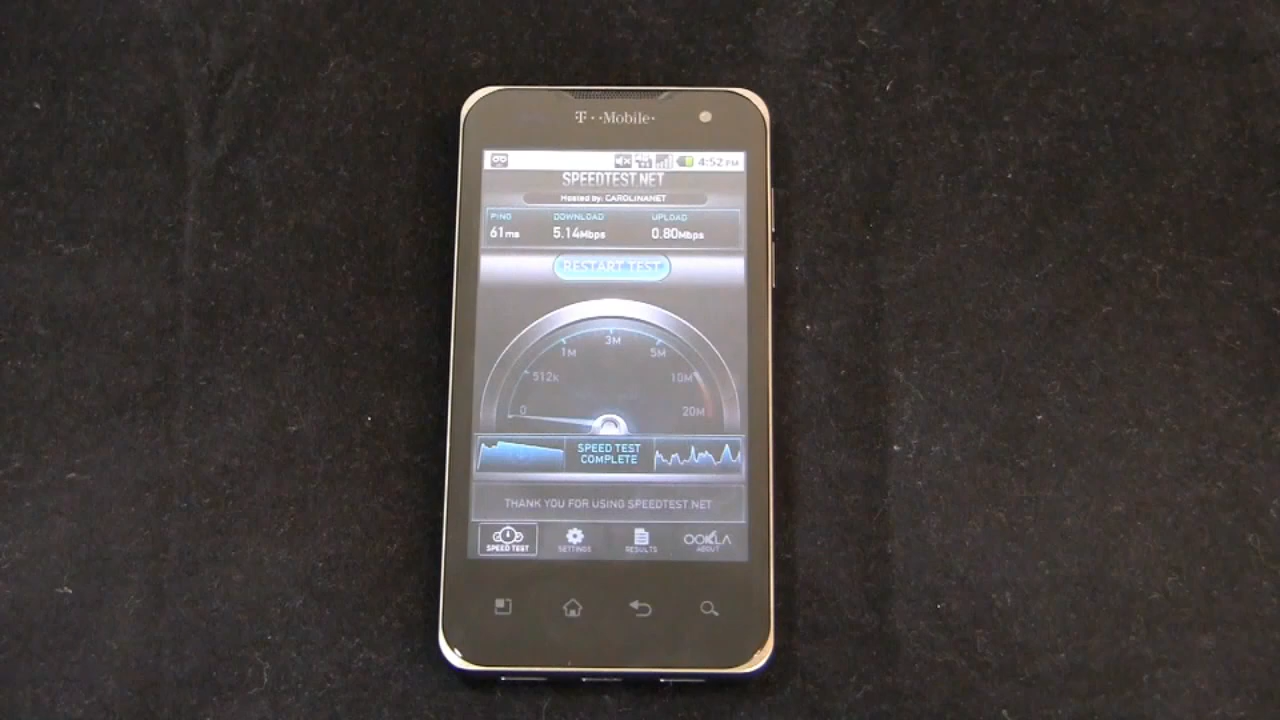 T··Mobile·
4:52 PM
SPEEDTEST.NET
Hosted by: CAROLINANET
PING DOWNLOAD UPLOAD
61ms 5.14Mbps 0.80Mbps
RESTART TEST
3M
1M 5M
512k 10M
0 20M
SPEED TEST
COMPLETE
THANK YOU FOR USING SPEEDTEST.NET
OOKLA
SPEED TEST SETTINGS RESULTS ABOUT